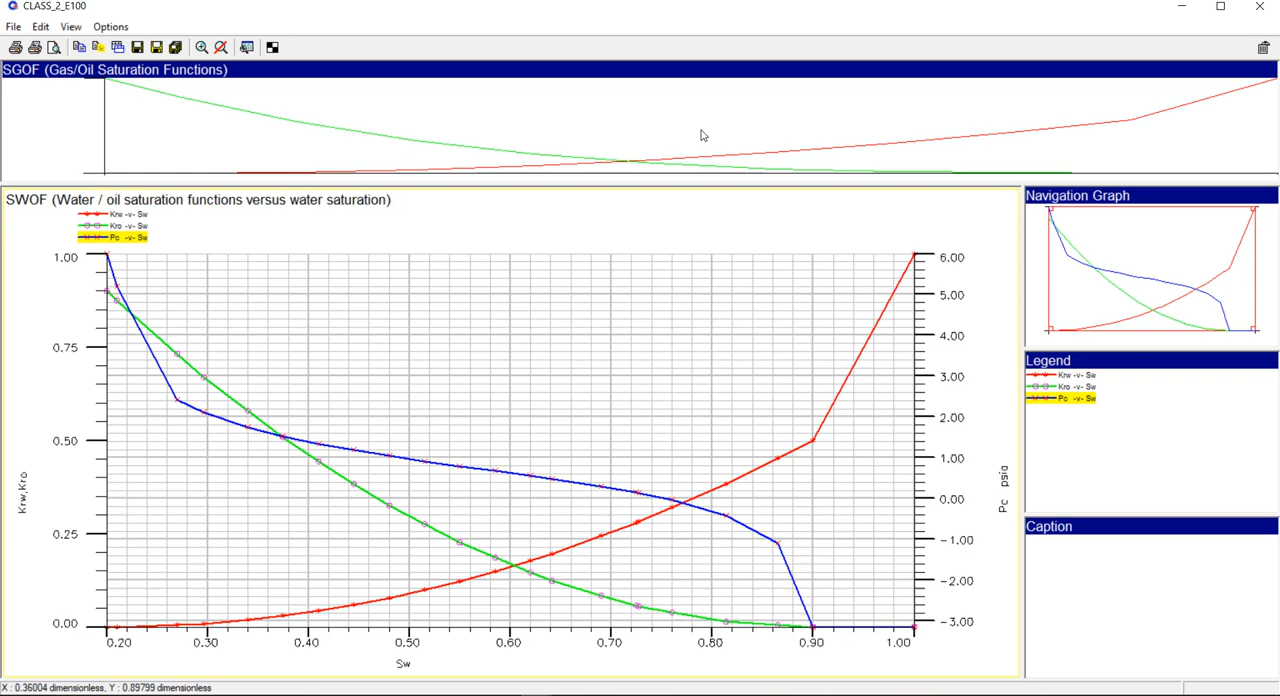 CLASS_2_E100
File Edit View Options
SGOF (Gas/Oil Saturation Functions)
SWOF (Water / oil saturation functions versus water saturation)
Krw -v- Sw
Kro -v- Sw
Pc -v- Sw
1.00
0.75
0.50
0.25
0.00
Krw,Kro
6.00
5.00
4.00
3.00
2.00
1.00
0.00
-1.00
-2.00
-3.00
Pc psia
0.20 0.30 0.40 0.50 0.60 0.70 0.80 0.90 1.00
Sw
Navigation Graph
Legend
Krw -v- Sw
Kro -v- Sw
Pc -v- Sw
Caption
X : 0.36004 dimensionless, Y : 0.89799 dimensionless